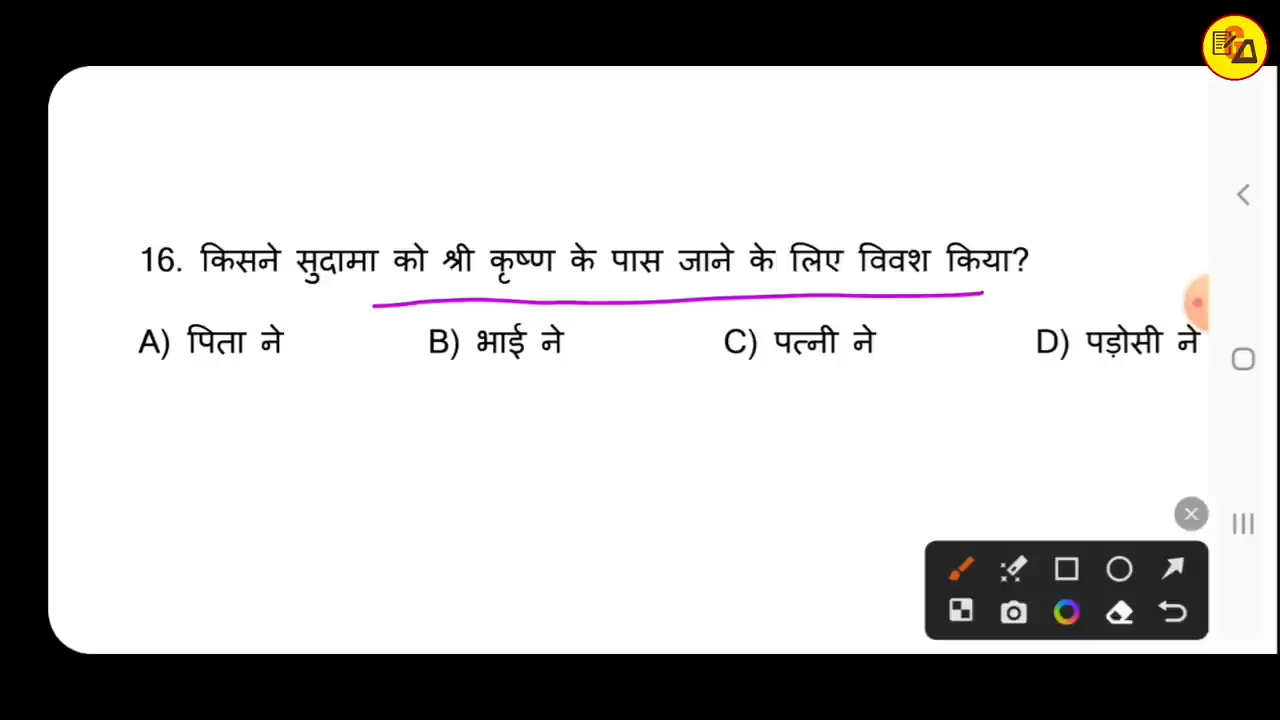 16. किसने सुदामा को श्री कृष्ण के पास जाने के लिए विवश किया?
A) पिता ने B) भाई ने C) पत्नी ने D) पड़ोसी ने